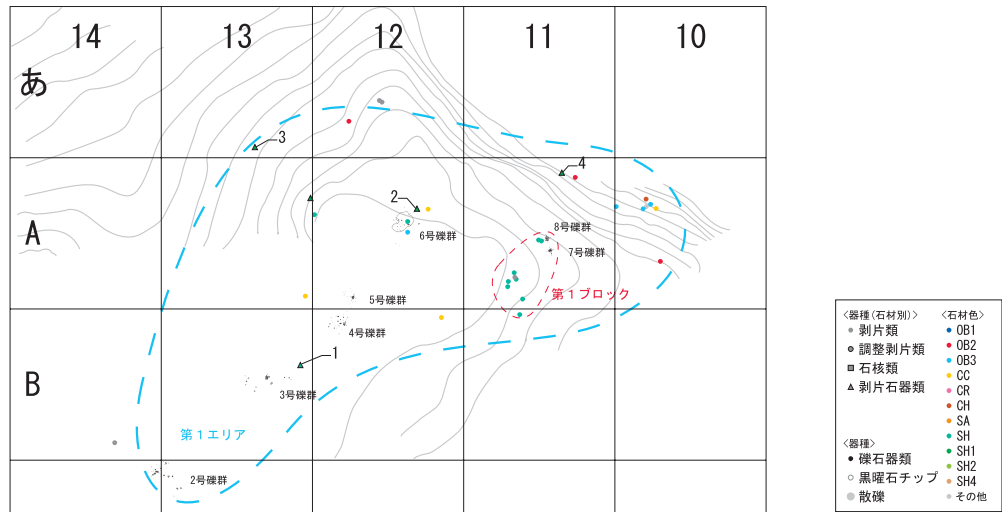 14 13 12 11 10
あ
3
4
2
A
6号礫群
8号礫群
7号礫群
第1ブロック
5号礫群
4号礫群
1
B
3号礫群
第1エリア
2号礫群
〈器種(石材別)〉
剥片類
調整剥片類
石核類
剥片石器類
〈器種〉
礫石器類
黒曜石チップ
散礫
〈石材色〉
OB1
OB2
OB3
CC
CR
CH
SA
SH
SH1
SH2
SH4
その他